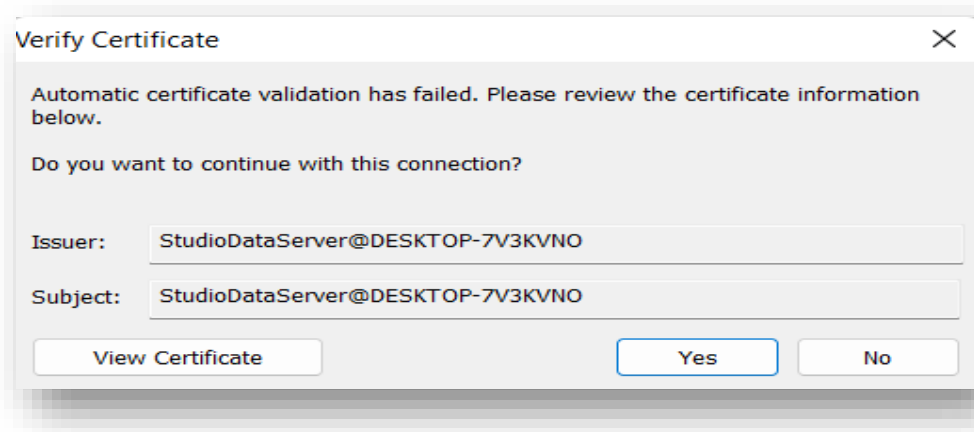 Verify Certificate
Automatic certificate validation has failed. Please review the certificate information
below.
Do you want to continue with this connection?
Issuer: StudioDataServer@DESKTOP-7V3KVNO
Subject: StudioDataServer@DESKTOP-7V3KVNO
View Certificate Yes No